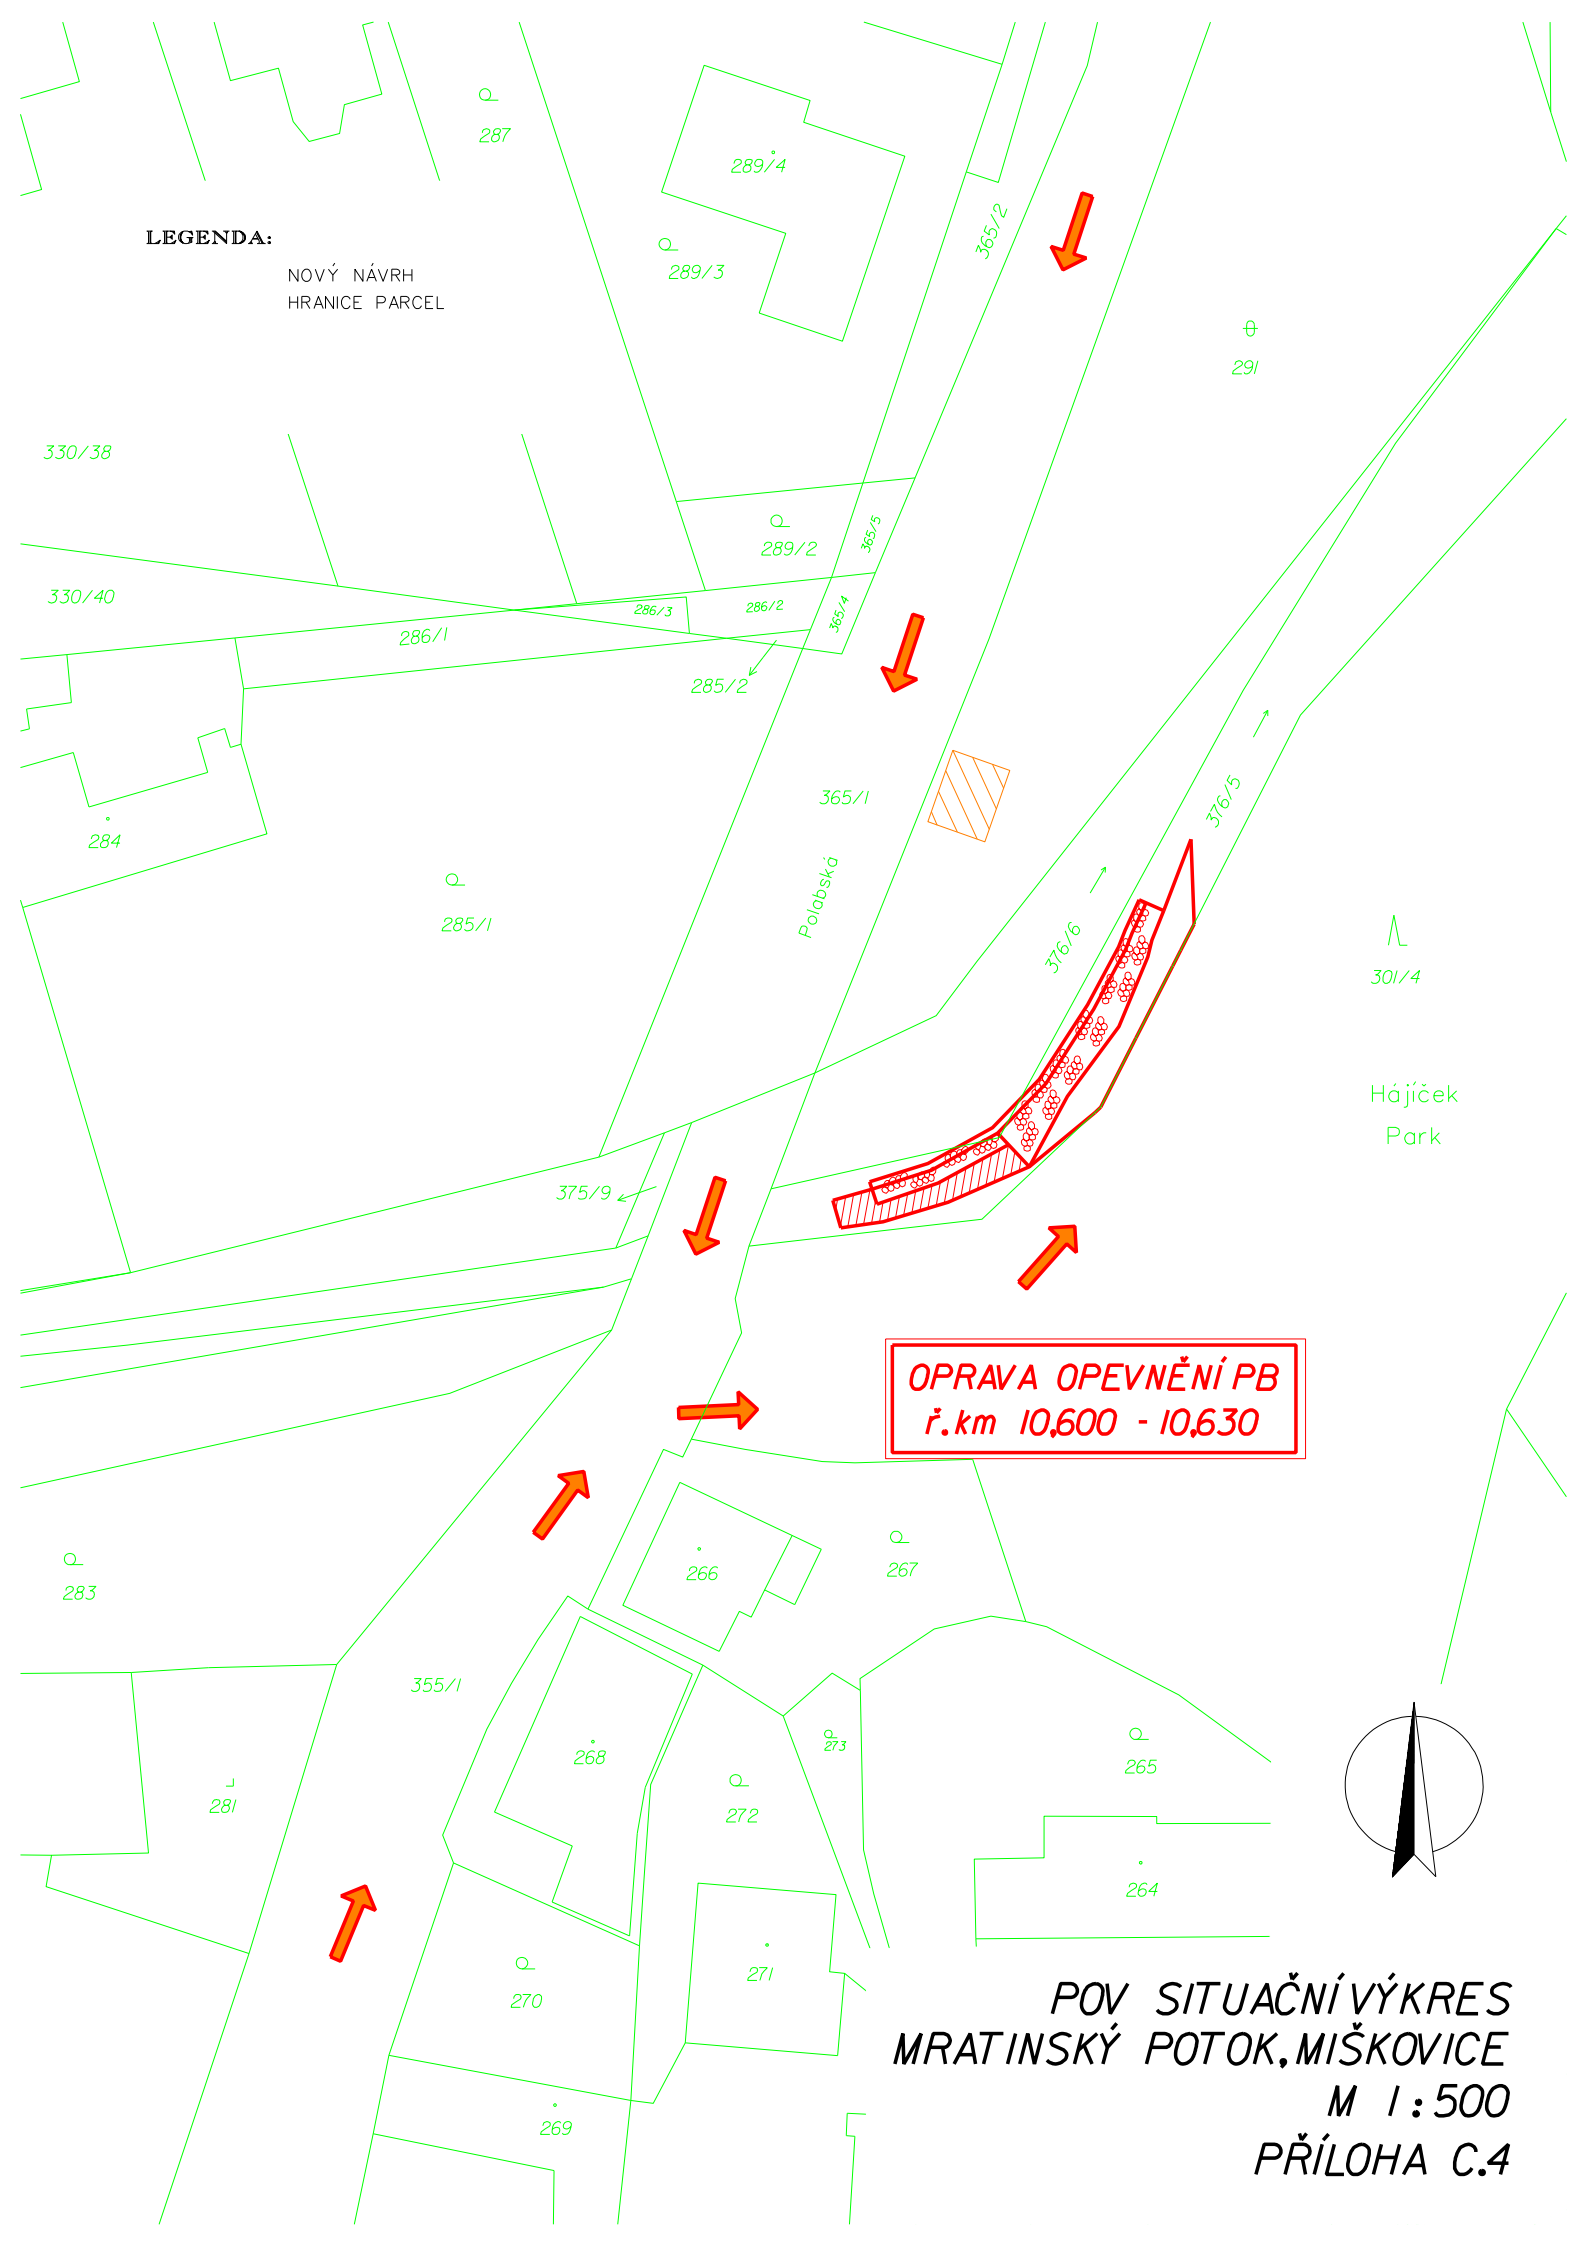 287
289/4
365/2
LEGENDA:
289/3
NOVÝ NÁVRH
HRANICE PARCEL
291
330/38
289/2
365/5
330/40
286/3
286/2
365/4
286/1
285/2
365/1
376/5
284
Polabská
285/1
376/6
301/4
Hájíček
Park
375/9
OPRAVA OPEVNĚNÍ PB
ř.km 10,600 - 10,630
266
267
283
355/1
273
268
265
281
272
264
271
270
269
POV SITUAČNÍ VÝKRES
MRATINSKÝ POTOK, MIŠKOVICE
M 1:500
PŘÍLOHA C.4